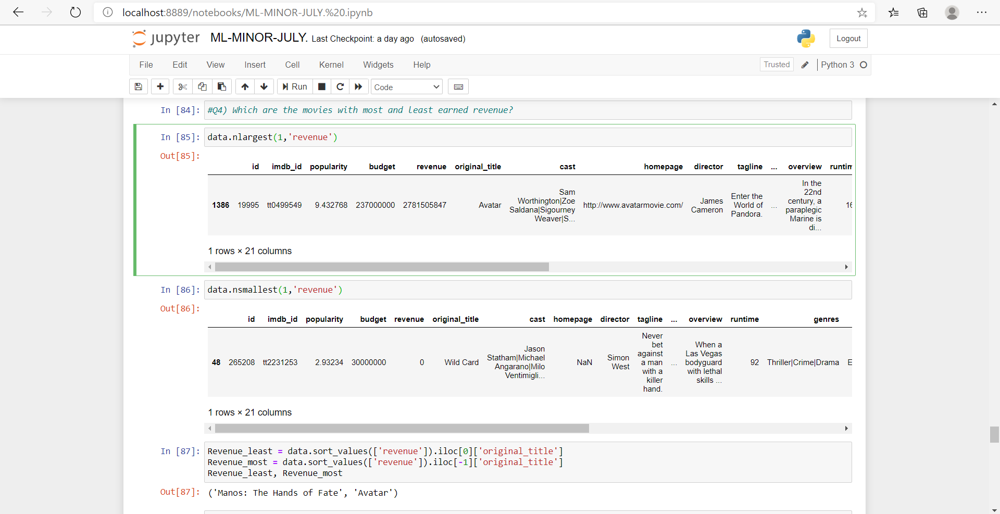 localhost:8889/notebooks/ML-MINOR-JULY.%20.ipynb
jupyter ML-MINOR-JULY. Last Checkpoint: a day ago (autosaved) Logout
File Edit View Insert Cell Kernel Widgets Help Trusted Python 3
Run Code
In [84]: #Q4) Which are the movies with most and least earned revenue?
In [85]: data.nlargest(1,'revenue')
Out[85]:
id imdb_id popularity budget revenue original_title cast homepage director tagline ... overview runtim
1386 19995 tt0499549 9.432768 237000000 2781505847 Avatar
Sam
Worthington|Zoe
Saldana|Sigourney
Weaver|S...
http://www.avatarmovie.com/
James
Cameron
Enter the
World of
Pandora.
...
In the
22nd
century, a
paraplegic
Marine is
di...
16
1 rows × 21 columns
In [86]: data.nsmallest(1,'revenue')
Out[86]:
id imdb_id popularity budget revenue original_title cast homepage director tagline ... overview runtime genres
48 265208 tt2231253 2.93234 30000000 0 Wild Card
Jason
Statham|Michael
Angarano|Milo
Ventimigli...
NaN
Simon
West
Never
bet
against
a man
with a
killer
hand.
...
When a
Las Vegas
bodyguard
with lethal
skills ...
92 Thriller|Crime|Drama E
1 rows × 21 columns
In [87]: Revenue_least = data.sort_values(['revenue']).iloc[0]['original_title']
Revenue_most = data.sort_values(['revenue']).iloc[-1]['original_title']
Revenue_least, Revenue_most
Out[87]: ('Manos: The Hands of Fate', 'Avatar')